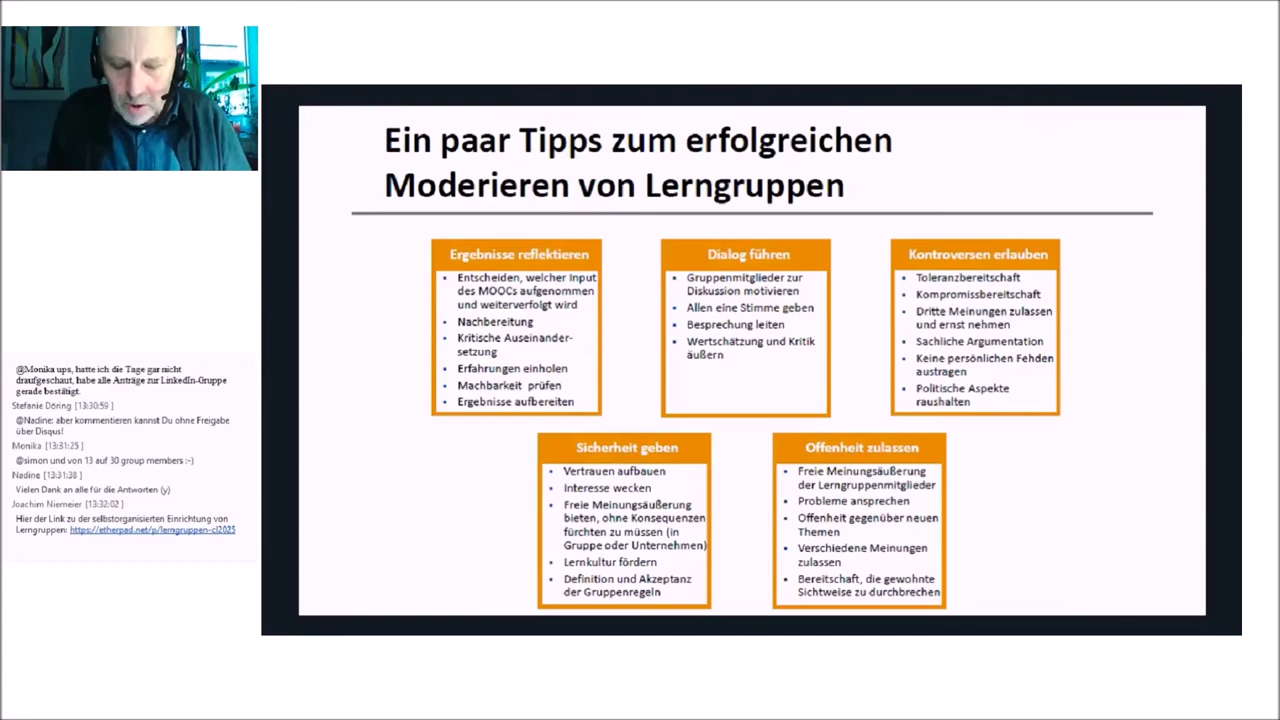 Ein paar Tipps zum erfolgreichen
Moderieren von Lerngruppen
Ergebnisse reflektieren
Entscheiden, welcher Input
des MOOCs aufgenommen
und weiterverfolgt wird
Nachbereitung
Kritische Auseinander-
setzung
Erfahrungen einholen
Machbarkeit prüfen
Ergebnisse aufbereiten
Dialog führen
Gruppenmitglieder zur
Diskussion motivieren
Allen eine Stimme geben
Besprechung leiten
Wertschätzung und Kritik
äußern
Kontroversen erlauben
Toleranzbereitschaft
Kompromissbereitschaft
Dritte Meinungen zulassen
und ernst nehmen
Sachliche Argumentation
Keine persönlichen Fehden
austragen
Politische Aspekte
raushalten
Sicherheit geben
Vertrauen aufbauen
Interesse wecken
Freie Meinungsäußerung
bieten, ohne Konsequenzen
fürchten zu müssen (in
Gruppe oder Unternehmen)
Lernkultur fördern
Definition und Akzeptanz
der Gruppenregeln
Offenheit zulassen
Freie Meinungsäußerung
der Lerngruppenmitglieder
Probleme ansprechen
Offenheit gegenüber neuen
Themen
Verschiedene Meinungen
zulassen
Bereitschaft, die gewohnte
Sichtweise zu durchbrechen
@Monika ups, hatte ich die Tage gar nicht
draufgeschaut, habe alle Anträge zur LinkedIn-Gruppe
gerade bestätigt.
Stefanie Döring [13:30:59 ]
@Nadine: aber kommentieren kannst Du ohne Freigabe
über Disqus!
Monika [13:31:25 ]
@simon und von 13 auf 30 group members :-)
Nadine [13:31:38 ]
Vielen Dank an alle für die Antworten (y)
Joachim Niemeier [13:32:02 ]
Hier der Link zu der selbstorganisierten Einrichtung von
Lerngruppen: https://etherpad.net/p/lerngruppen-cl2025